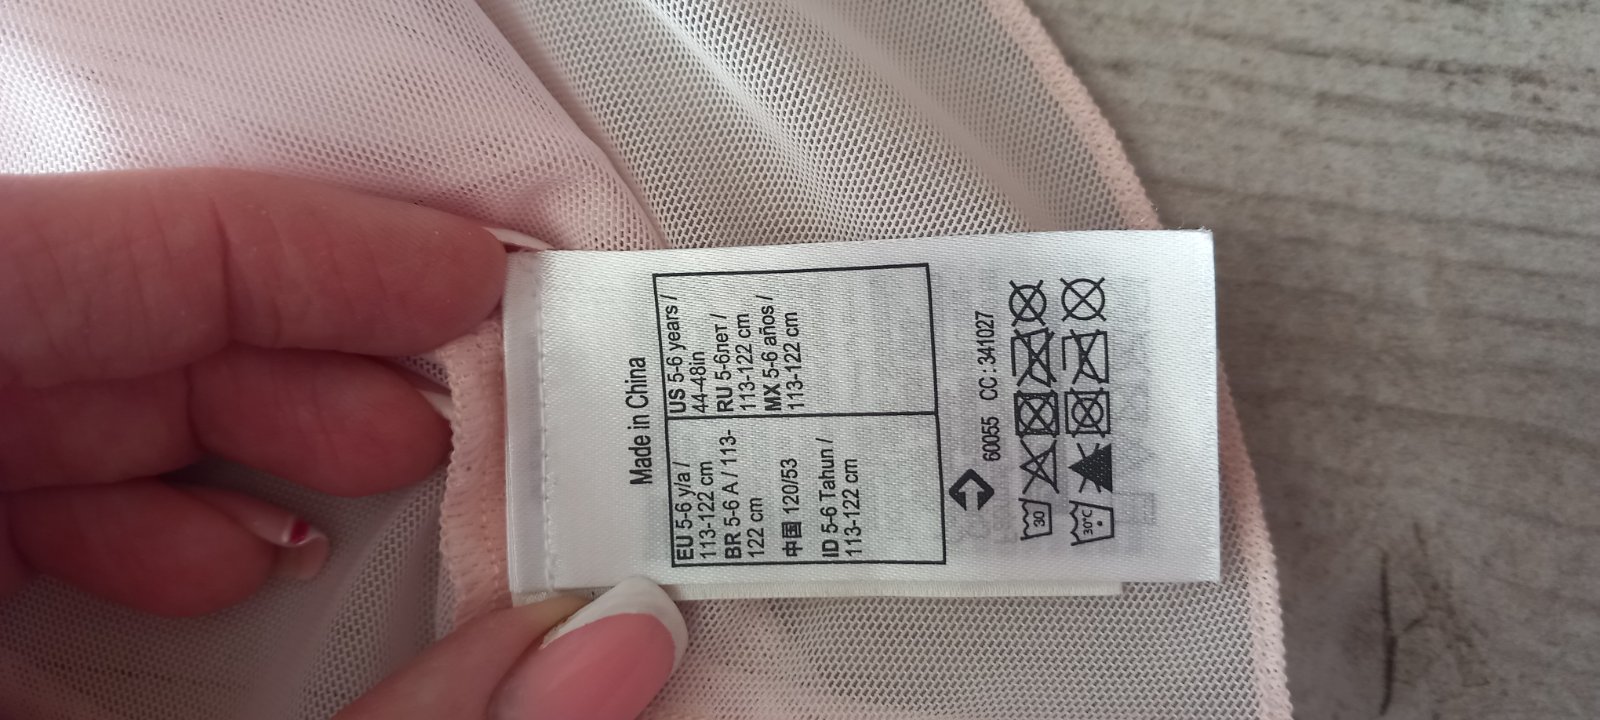 Made in China
EU 5-6 y/a /
113-122 cm
BR 5-6 A / 113-
122 cm
中国 120/53
ID 5-6 Tahun /
113-122 cm
US 5-6 years /
44-48in
RU 5-6лет /
113-122 cm
MX 5-6 años /
113-122 cm
60055 CC : 341027
30
30°C